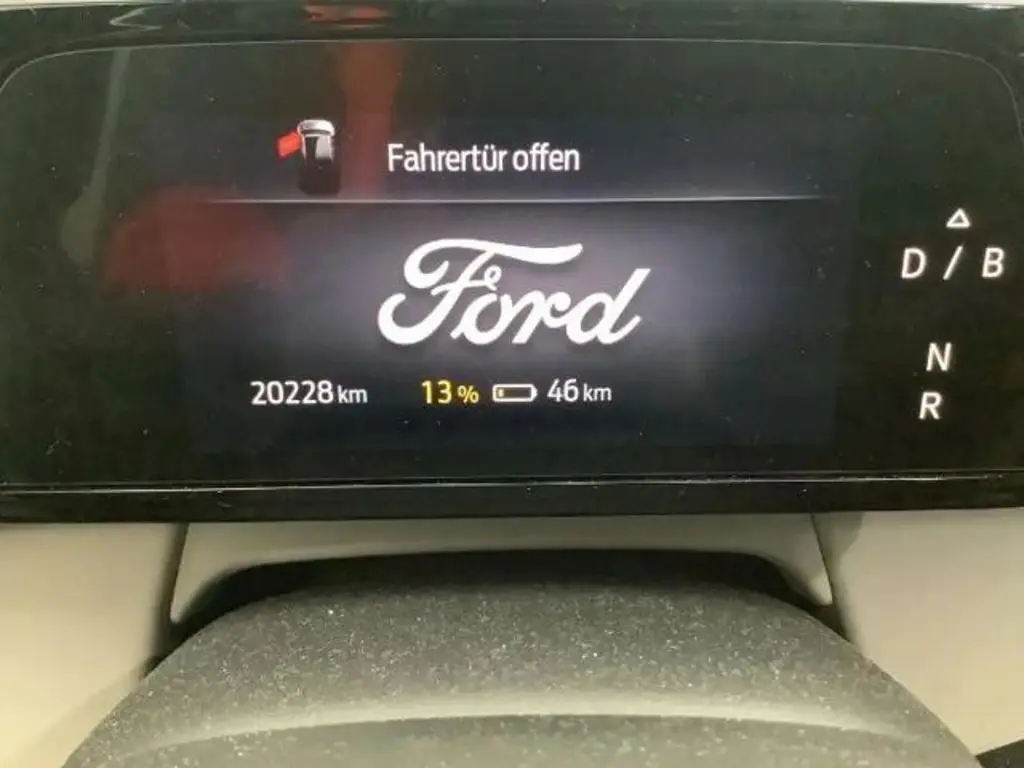 Fahrertür offen
Ford
20228 km 13 % 46 km
D / B
N
R